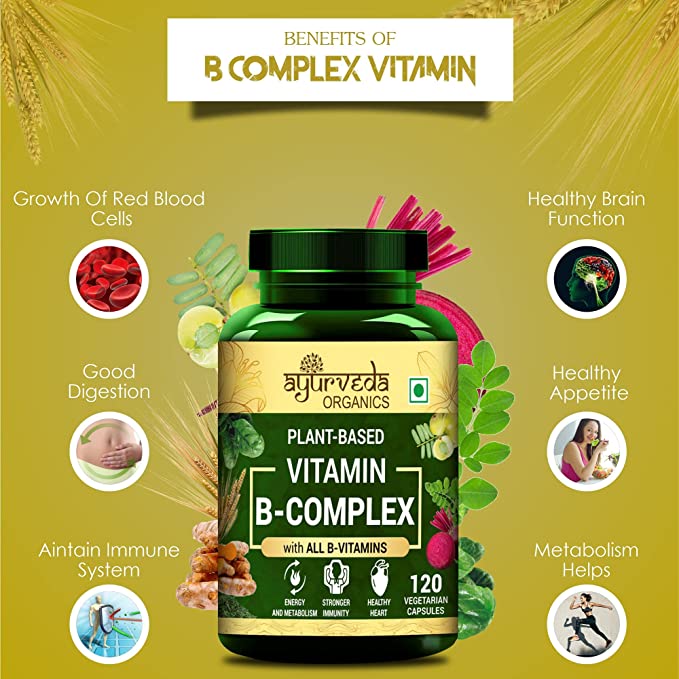 BENEFITS OF
B COMPLEX VITAMIN
Growth Of Red Blood
Cells
Healthy Brain
Function
Good
Digestion
Healthy
Appetite
Aintain Immune
System
Metabolism
Helps
ayurveda
ORGANICS
PLANT-BASED
VITAMIN
B-COMPLEX
with ALL B-VITAMINS
ENERGY
AND METABOLISM
STRONGER
IMMUNITY
HEALTHY
HEART
120
VEGETARIAN
CAPSULES